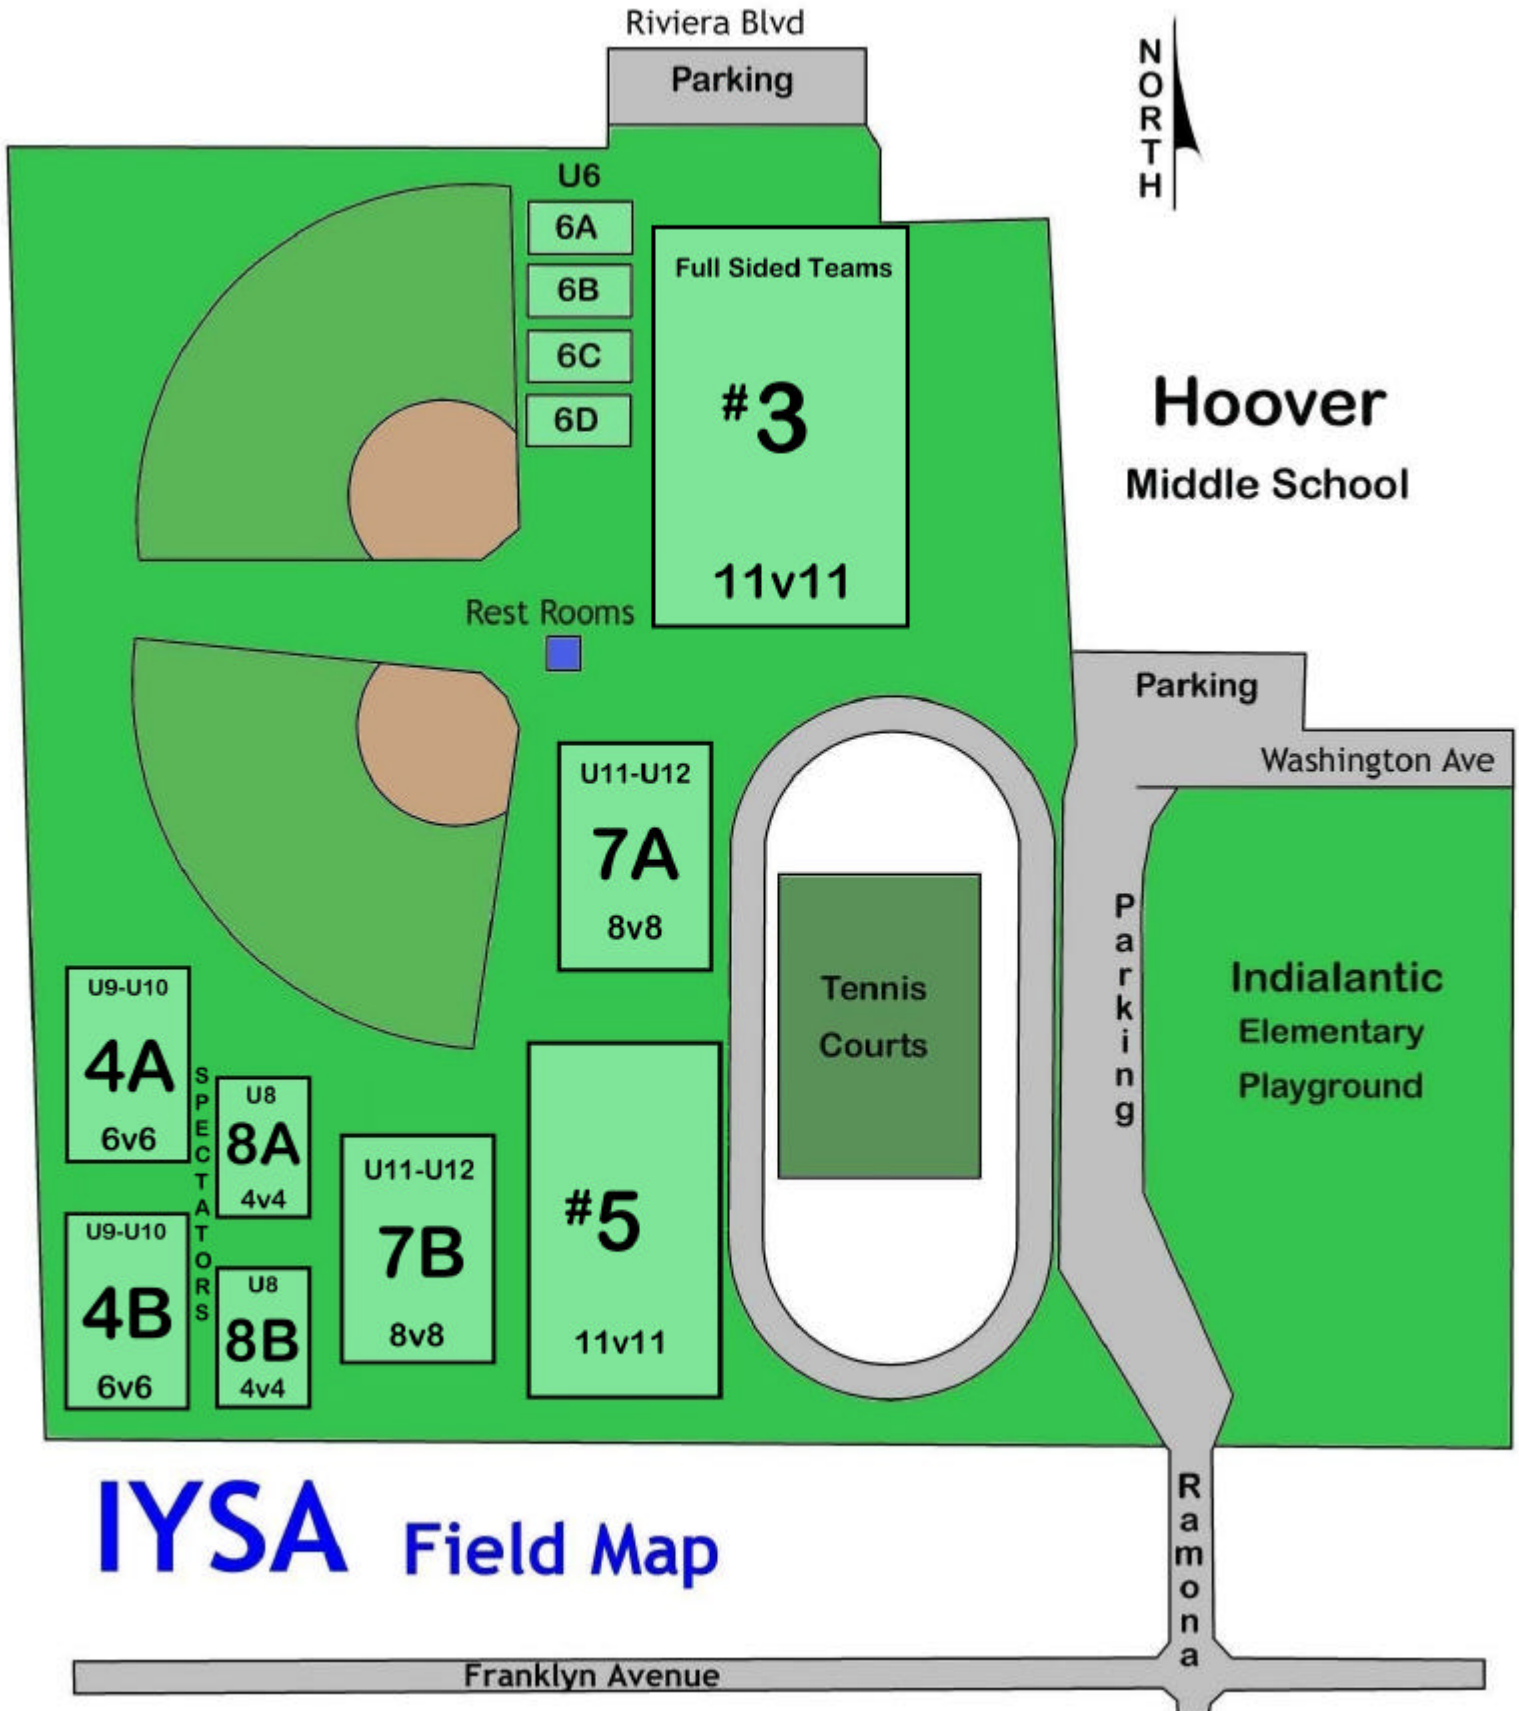 Riviera Blvd
Parking
NORTH
U6
6A
6B
6C
6D
Full Sided Teams
#3
11v11
Hoover
Middle School
Rest Rooms
Parking
Washington Ave
U11-U12
7A
8v8
Tennis
Courts
Parking
Indialantic
Elementary
Playground
U9-U10
4A
6v6
SPECTATORS
U8
8A
4v4
U9-U10
4B
6v6
U8
8B
4v4
U11-U12
7B
8v8
#5
11v11
IYSA Field Map
Ramona
Franklyn Avenue